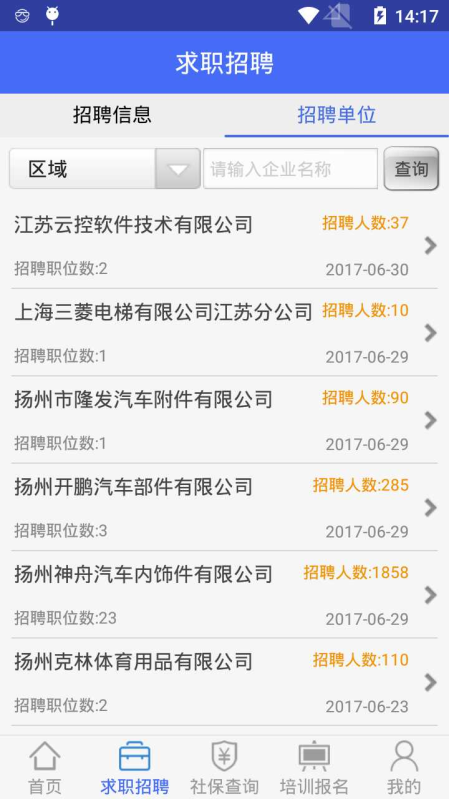 14:17
求职招聘
招聘信息 招聘单位
区域 请输入企业名称 查询
江苏云控软件技术有限公司 招聘人数:37
招聘职位数:2 2017-06-30
上海三菱电梯有限公司江苏分公司 招聘人数:10
招聘职位数:1 2017-06-29
扬州市隆发汽车附件有限公司 招聘人数:90
招聘职位数:1 2017-06-29
扬州开鹏汽车部件有限公司 招聘人数:285
招聘职位数:3 2017-06-29
扬州神舟汽车内饰件有限公司 招聘人数:1858
招聘职位数:23 2017-06-29
扬州克林体育用品有限公司 招聘人数:110
招聘职位数:2 2017-06-23
首页 求职招聘 社保查询 培训报名 我的